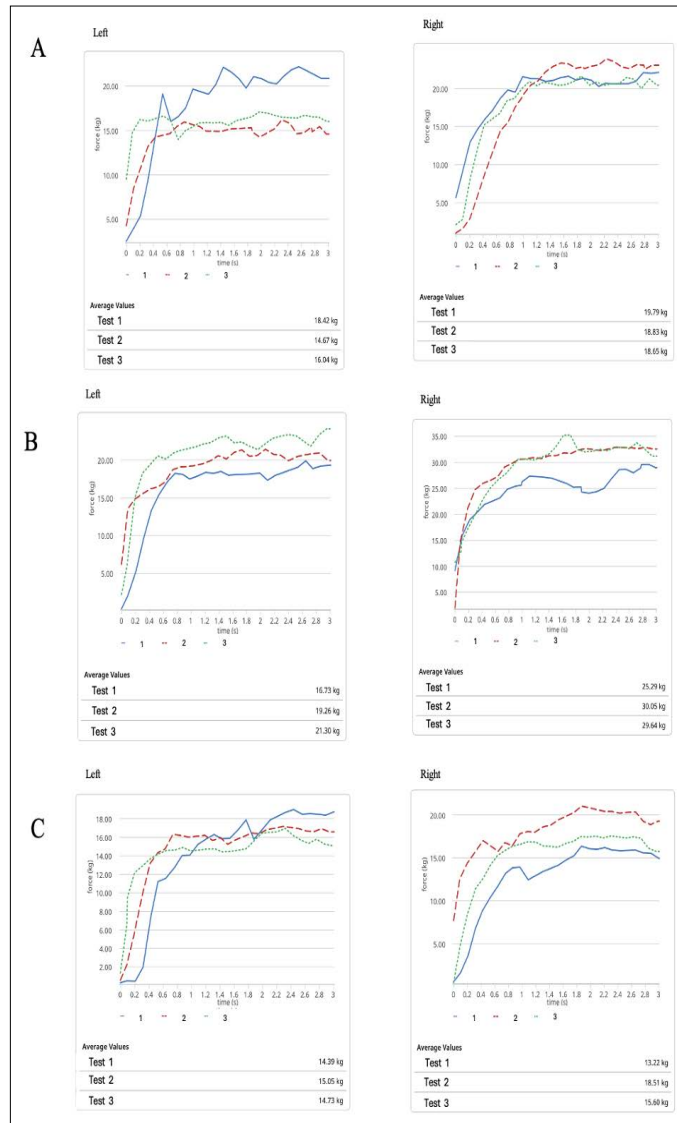 A
Left
20.00
15.00
10.00
5.00
force (kg)
0 0.2 0.4 0.6 0.8 1 1.2 1.4 1.6 1.8 2 2.2 2.4 2.6 2.8 3
time (s)
1 2 3
Average Values
Test 1 18.42 kg
Test 2 14.67 kg
Test 3 16.04 kg
Right
20.00
15.00
10.00
5.00
force (kg)
0 0.2 0.4 0.6 0.8 1 1.2 1.4 1.6 1.8 2 2.2 2.4 2.6 2.8 3
time (s)
1 2 3
Average Values
Test 1 19.79 kg
Test 2 18.83 kg
Test 3 18.65 kg
B
Left
20.00
15.00
10.00
5.00
force (kg)
0 0.2 0.4 0.6 0.8 1 1.2 1.4 1.6 1.8 2 2.2 2.4 2.6 2.8 3
time (s)
1 2 3
Average Values
Test 1 16.73 kg
Test 2 19.26 kg
Test 3 21.30 kg
Right
35.00
30.00
25.00
20.00
15.00
10.00
5.00
force (kg)
0 0.2 0.4 0.6 0.8 1 1.2 1.4 1.6 1.8 2 2.2 2.4 2.6 2.8 3
time (s)
1 2 3
Average Values
Test 1 25.29 kg
Test 2 30.05 kg
Test 3 29.64 kg
C
Left
18.00
16.00
14.00
12.00
10.00
8.00
6.00
4.00
2.00
force (kg)
0 0.2 0.4 0.6 0.8 1 1.2 1.4 1.6 1.8 2 2.2 2.4 2.6 2.8 3
1 2 3
Average Values
Test 1 14.39 kg
Test 2 15.05 kg
Test 3 14.73 kg
Right
20.00
15.00
10.00
5.00
force (kg)
0 0.2 0.4 0.6 0.8 1 1.2 1.4 1.6 1.8 2 2.2 2.4 2.6 2.8 3
time (s)
1 2 3
Average Values
Test 1 13.22 kg
Test 2 18.51 kg
Test 3 15.60 kg